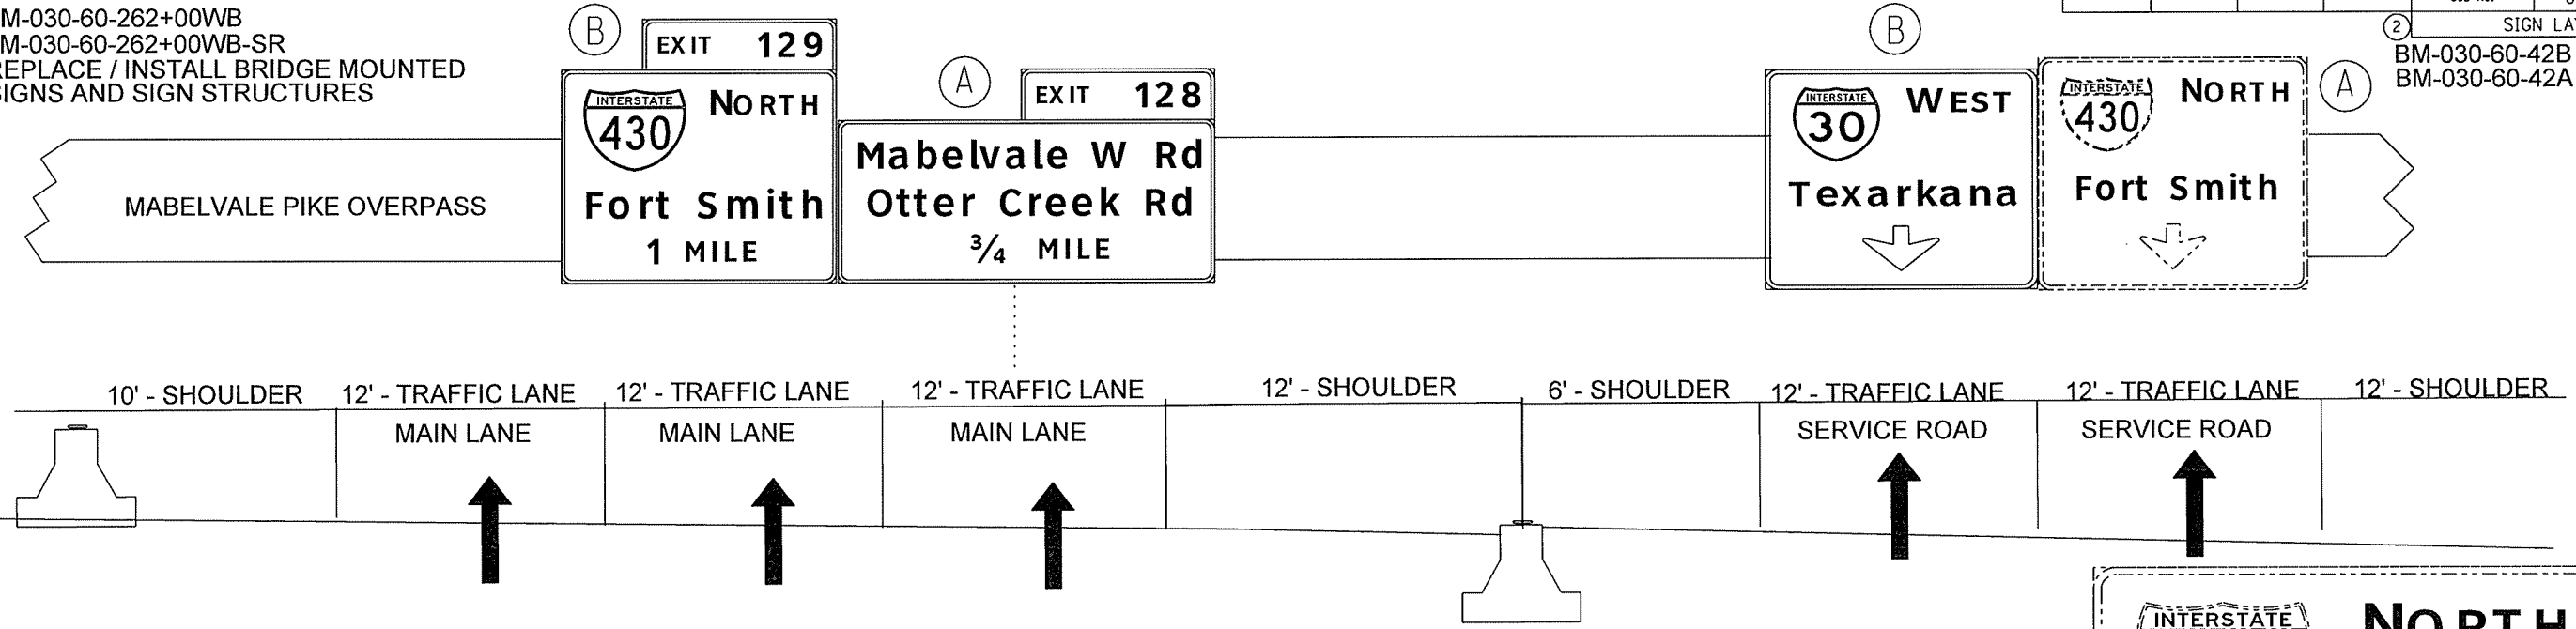 M-030-60-262+00WB
M-030-60-262+00WB-SR
REPLACE / INSTALL BRIDGE MOUNTED
SIGNS AND SIGN STRUCTURES
B
EXIT 129
INTERSTATE
430
NORTH
Fort Smith
1 MILE
A
EXIT 128
Mabelvale W Rd
Otter Creek Rd
¾ MILE
MABELVALE PIKE OVERPASS
B
INTERSTATE
30
WEST
Texarkana
INTERSTATE
430
NORTH
Fort Smith
A
2
SIGN LA
BM-030-60-42B
BM-030-60-42A
10' - SHOULDER
12' - TRAFFIC LANE
MAIN LANE
12' - TRAFFIC LANE
MAIN LANE
12' - TRAFFIC LANE
MAIN LANE
12' - SHOULDER
6' - SHOULDER
12' - TRAFFIC LANE
SERVICE ROAD
12' - TRAFFIC LANE
SERVICE ROAD
12' - SHOULDER
INTERSTATE
NORTH